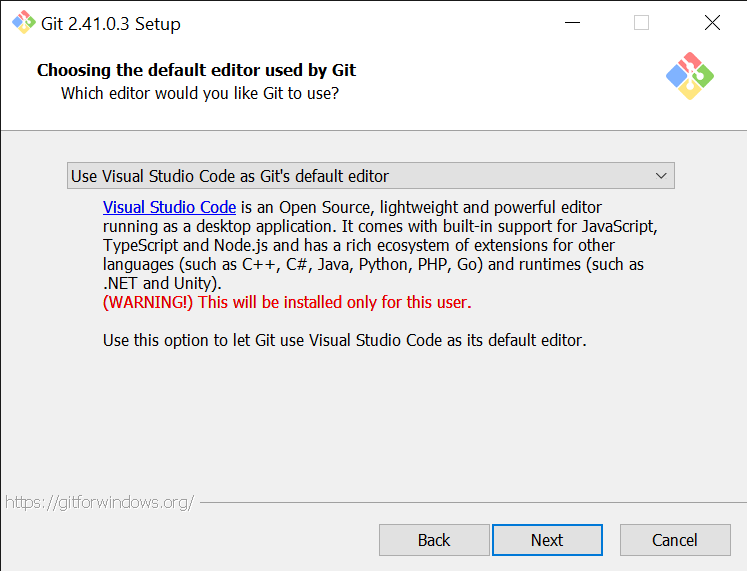 Git 2.41.0.3 Setup
Choosing the default editor used by Git
Which editor would you like Git to use?
Use Visual Studio Code as Git's default editor
Visual Studio Code is an Open Source, lightweight and powerful editor
running as a desktop application. It comes with built-in support for JavaScript,
TypeScript and Node.js and has a rich ecosystem of extensions for other
languages (such as C++, C#, Java, Python, PHP, Go) and runtimes (such as
.NET and Unity).
(WARNING!) This will be installed only for this user.
Use this option to let Git use Visual Studio Code as its default editor.
https://gitforwindows.org/
Back Next Cancel